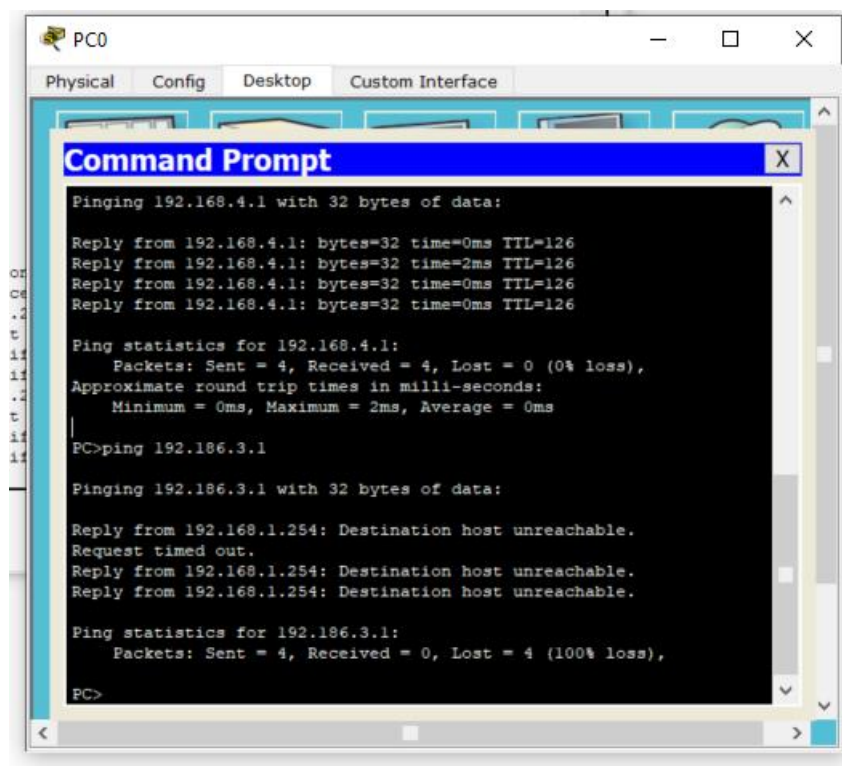 PC0
Physical Config Desktop Custom Interface
Command Prompt
X
Pinging 192.168.4.1 with 32 bytes of data:
Reply from 192.168.4.1: bytes=32 time=0ms TTL=126
Reply from 192.168.4.1: bytes=32 time=2ms TTL=126
Reply from 192.168.4.1: bytes=32 time=0ms TTL=126
Reply from 192.168.4.1: bytes=32 time=0ms TTL=126
Ping statistics for 192.168.4.1:
Packets: Sent = 4, Received = 4, Lost = 0 (0% loss),
Approximate round trip times in milli-seconds:
Minimum = 0ms, Maximum = 2ms, Average = 0ms
PC>ping 192.186.3.1
Pinging 192.186.3.1 with 32 bytes of data:
Reply from 192.168.1.254: Destination host unreachable.
Request timed out.
Reply from 192.168.1.254: Destination host unreachable.
Reply from 192.168.1.254: Destination host unreachable.
Ping statistics for 192.186.3.1:
Packets: Sent = 4, Received = 0, Lost = 4 (100% loss),
PC>